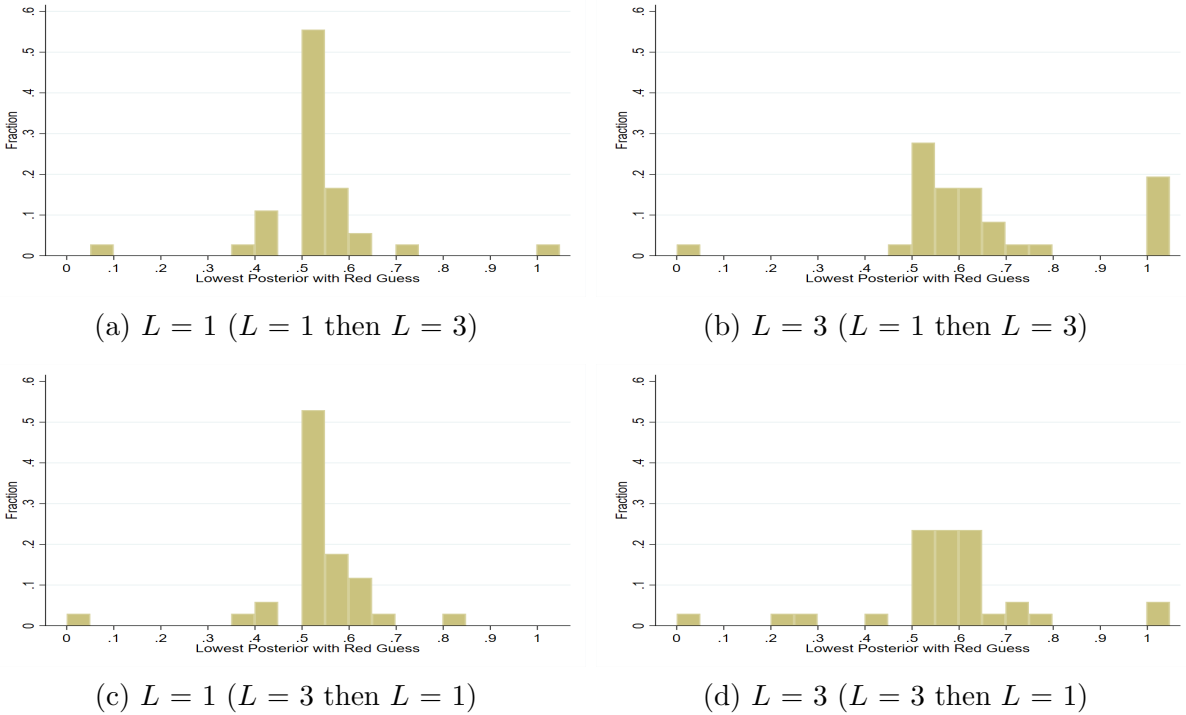 Fraction
0 .1 .2 .3 .4 .5 .6
0 .1 .2 .3 .4 .5 .6 .7 .8 .9 1
Lowest Posterior with Red Guess
(a) L = 1 (L = 1 then L = 3)
Fraction
0 .1 .2 .3 .4 .5 .6
0 .1 .2 .3 .4 .5 .6 .7 .8 .9 1
Lowest Posterior with Red Guess
(b) L = 3 (L = 1 then L = 3)
Fraction
0 .1 .2 .3 .4 .5 .6
0 .1 .2 .3 .4 .5 .6 .7 .8 .9 1
Lowest Posterior with Red Guess
(c) L = 1 (L = 3 then L = 1)
Fraction
0 .1 .2 .3 .4 .5 .6
0 .1 .2 .3 .4 .5 .6 .7 .8 .9 1
Lowest Posterior with Red Guess
(d) L = 3 (L = 3 then L = 1)